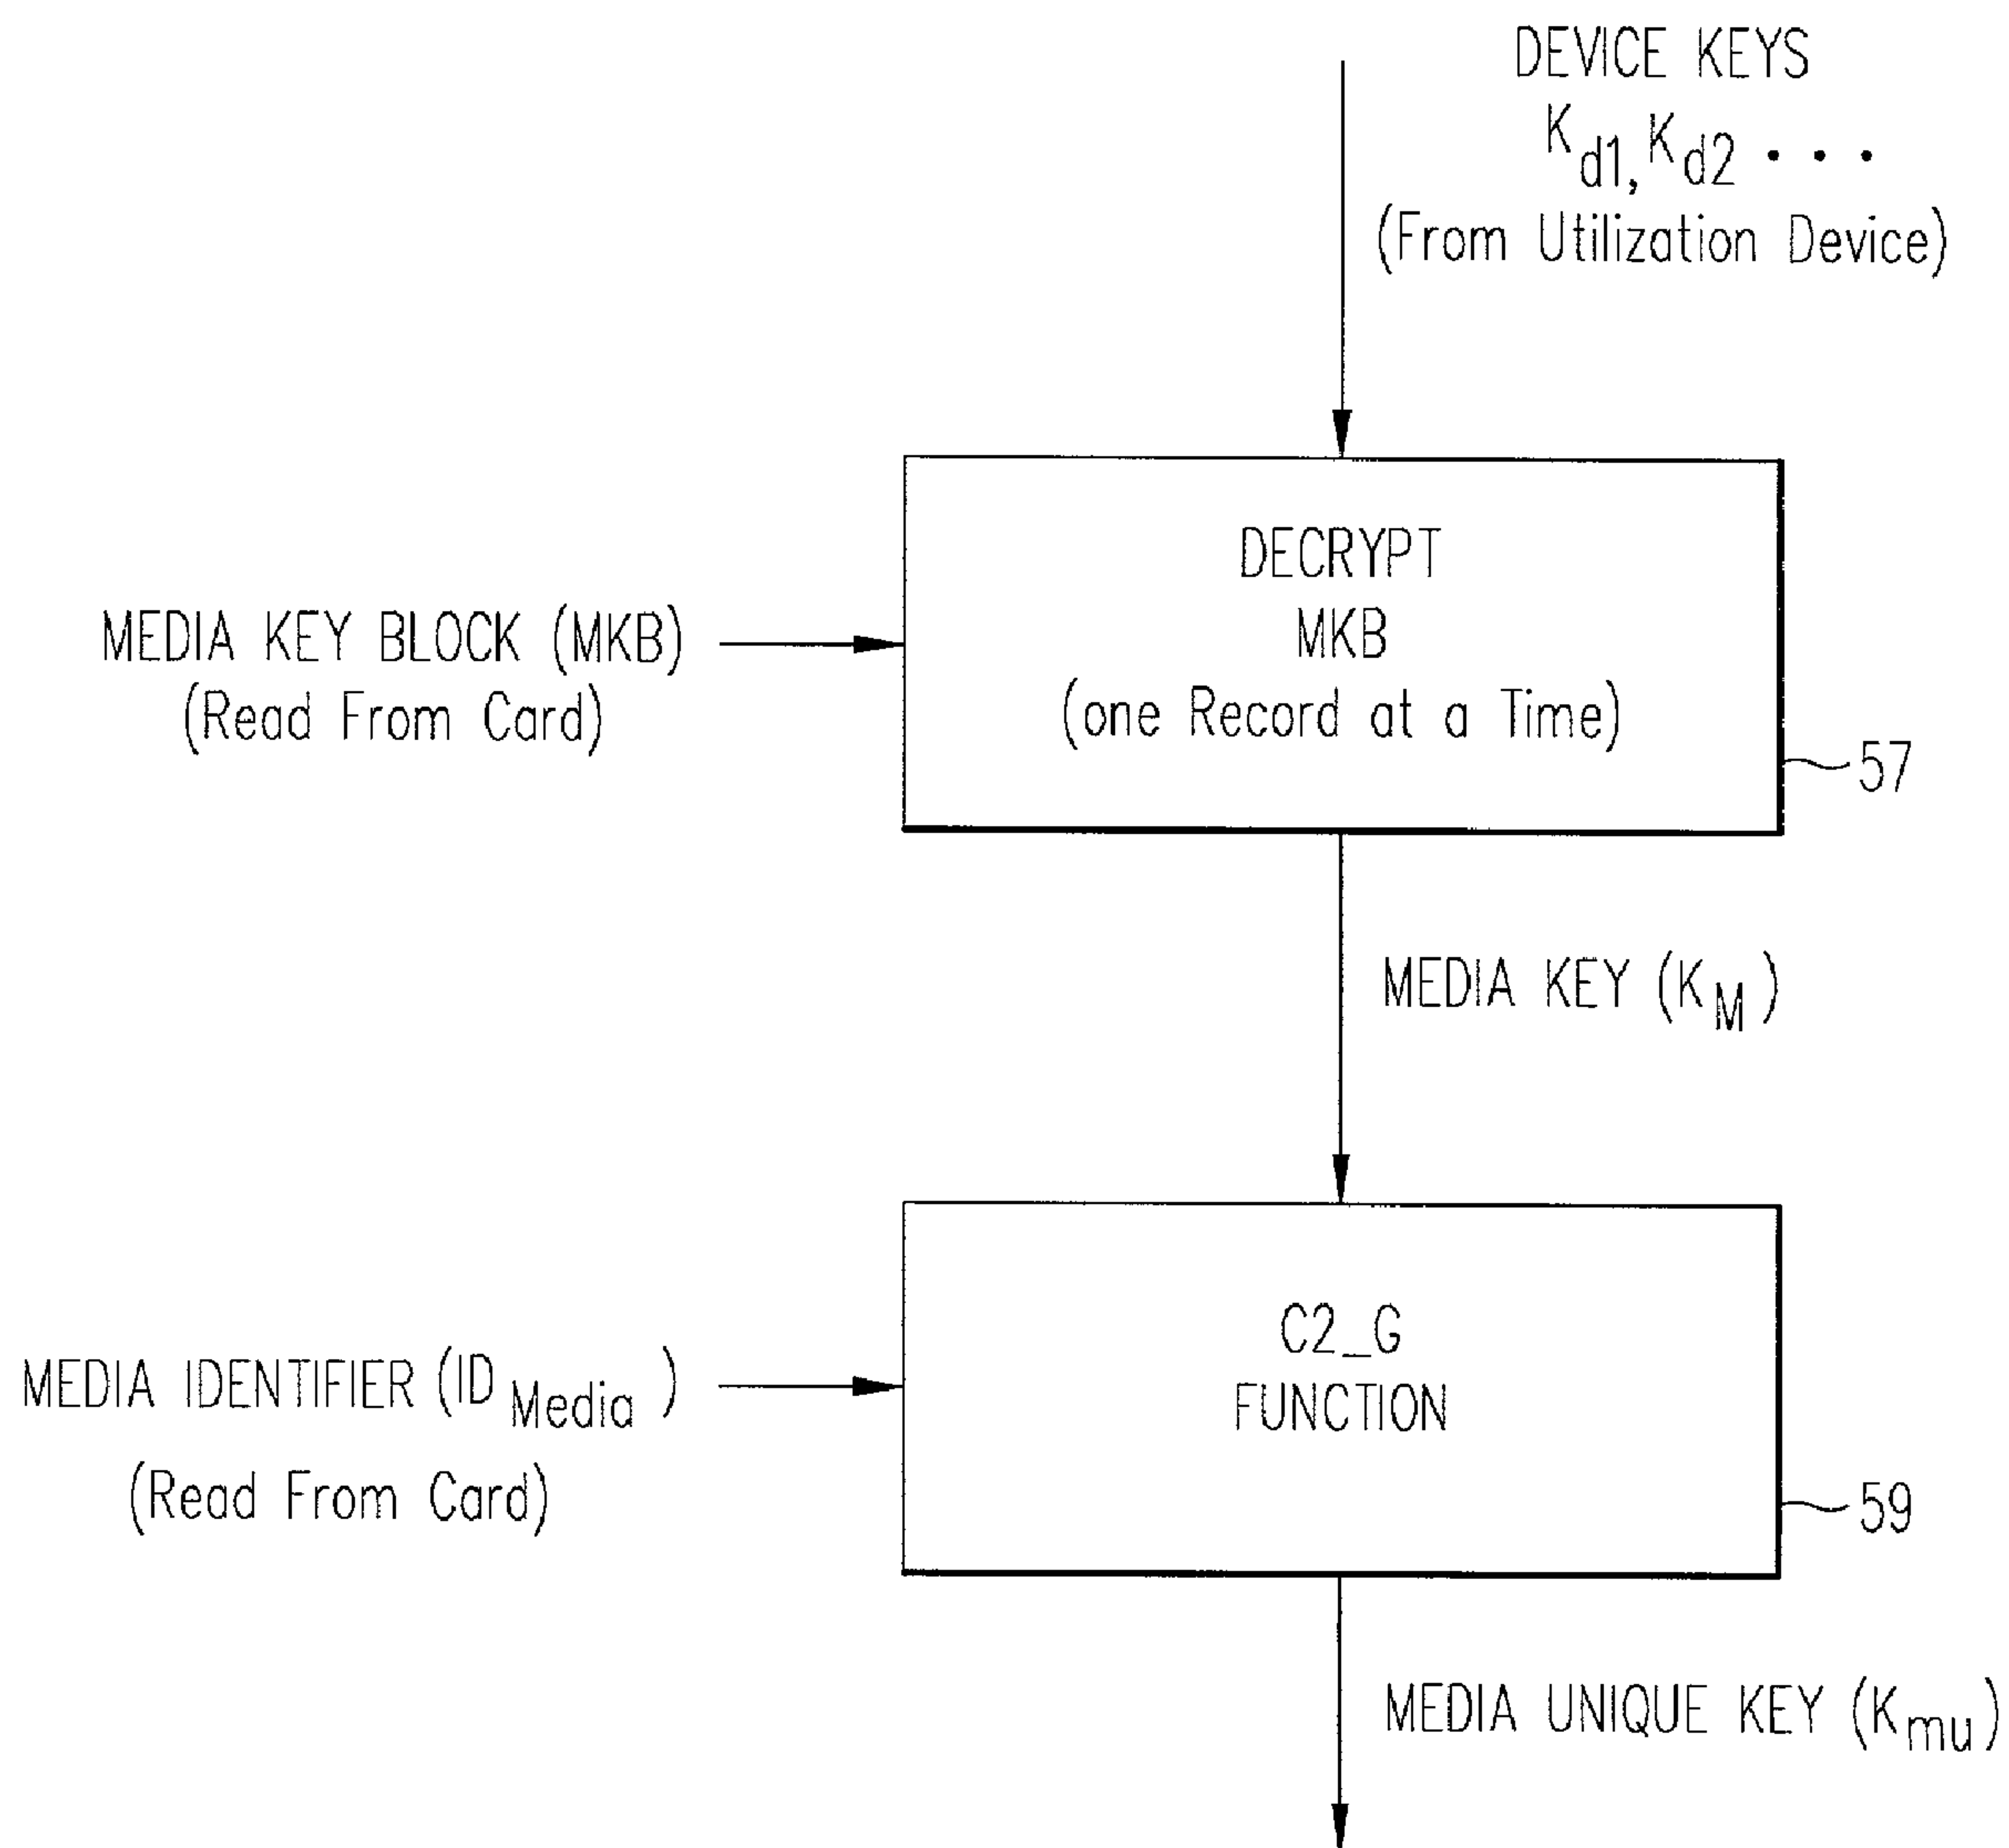 DEVICE KEYS
Kd1, Kd2 • • •
(From Utilization Device)
DECRYPT
MKB
(one Record at a Time)
MEDIA KEY BLOCK (MKB)
(Read From Card)
57
MEDIA KEY (KM)
C2_G
FUNCTION
MEDIA IDENTIFIER (IDMedia)
(Read From Card)
59
MEDIA UNIQUE KEY (Kmu)